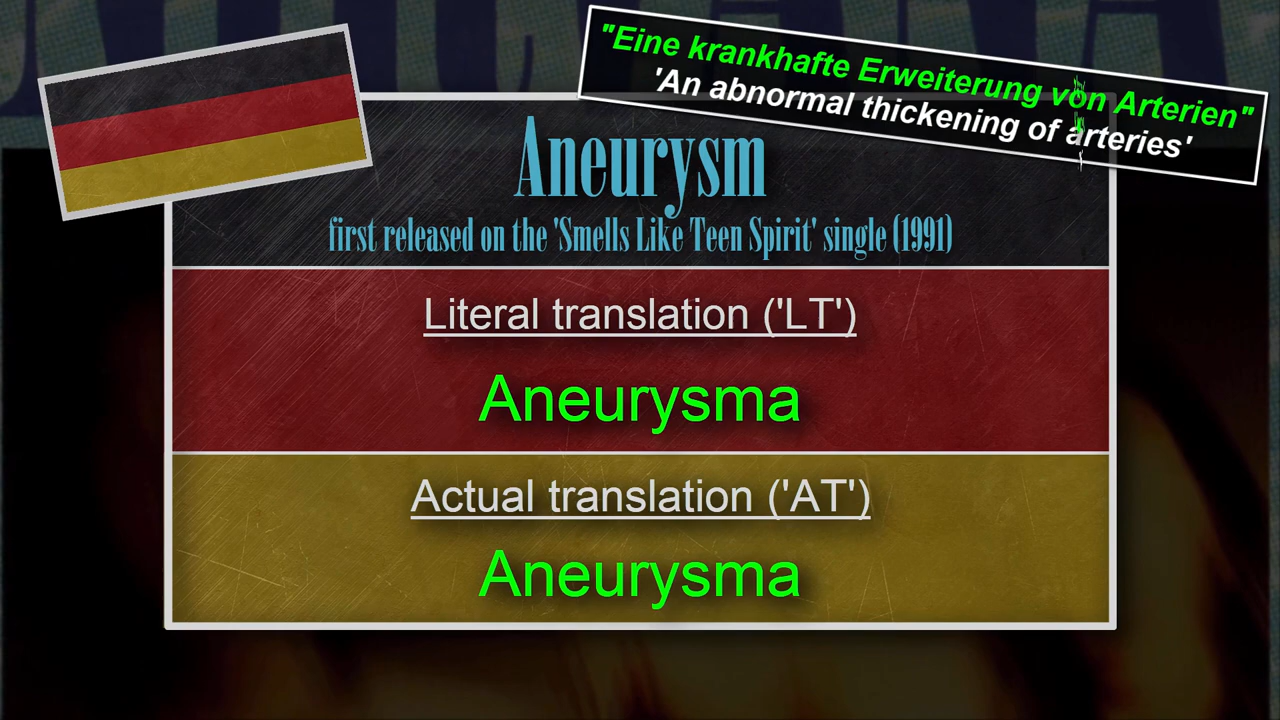 "Eine krankhafte Erweiterung von Arterien"
'An abnormal thickening of arteries'
Aneurysm
first released on the 'Smells Like Teen Spirit' single (1991)
Literal translation ('LT')
Aneurysma
Actual translation ('AT')
Aneurysma